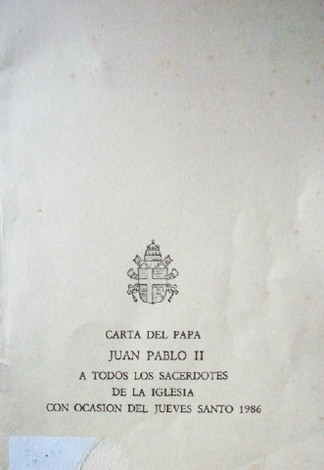 CARTA DEL PAPA
JUAN PABLO II
A TODOS LOS SACERDOTES
DE LA IGLESIA
CON OCASION DEL JUEVES SANTO 1986